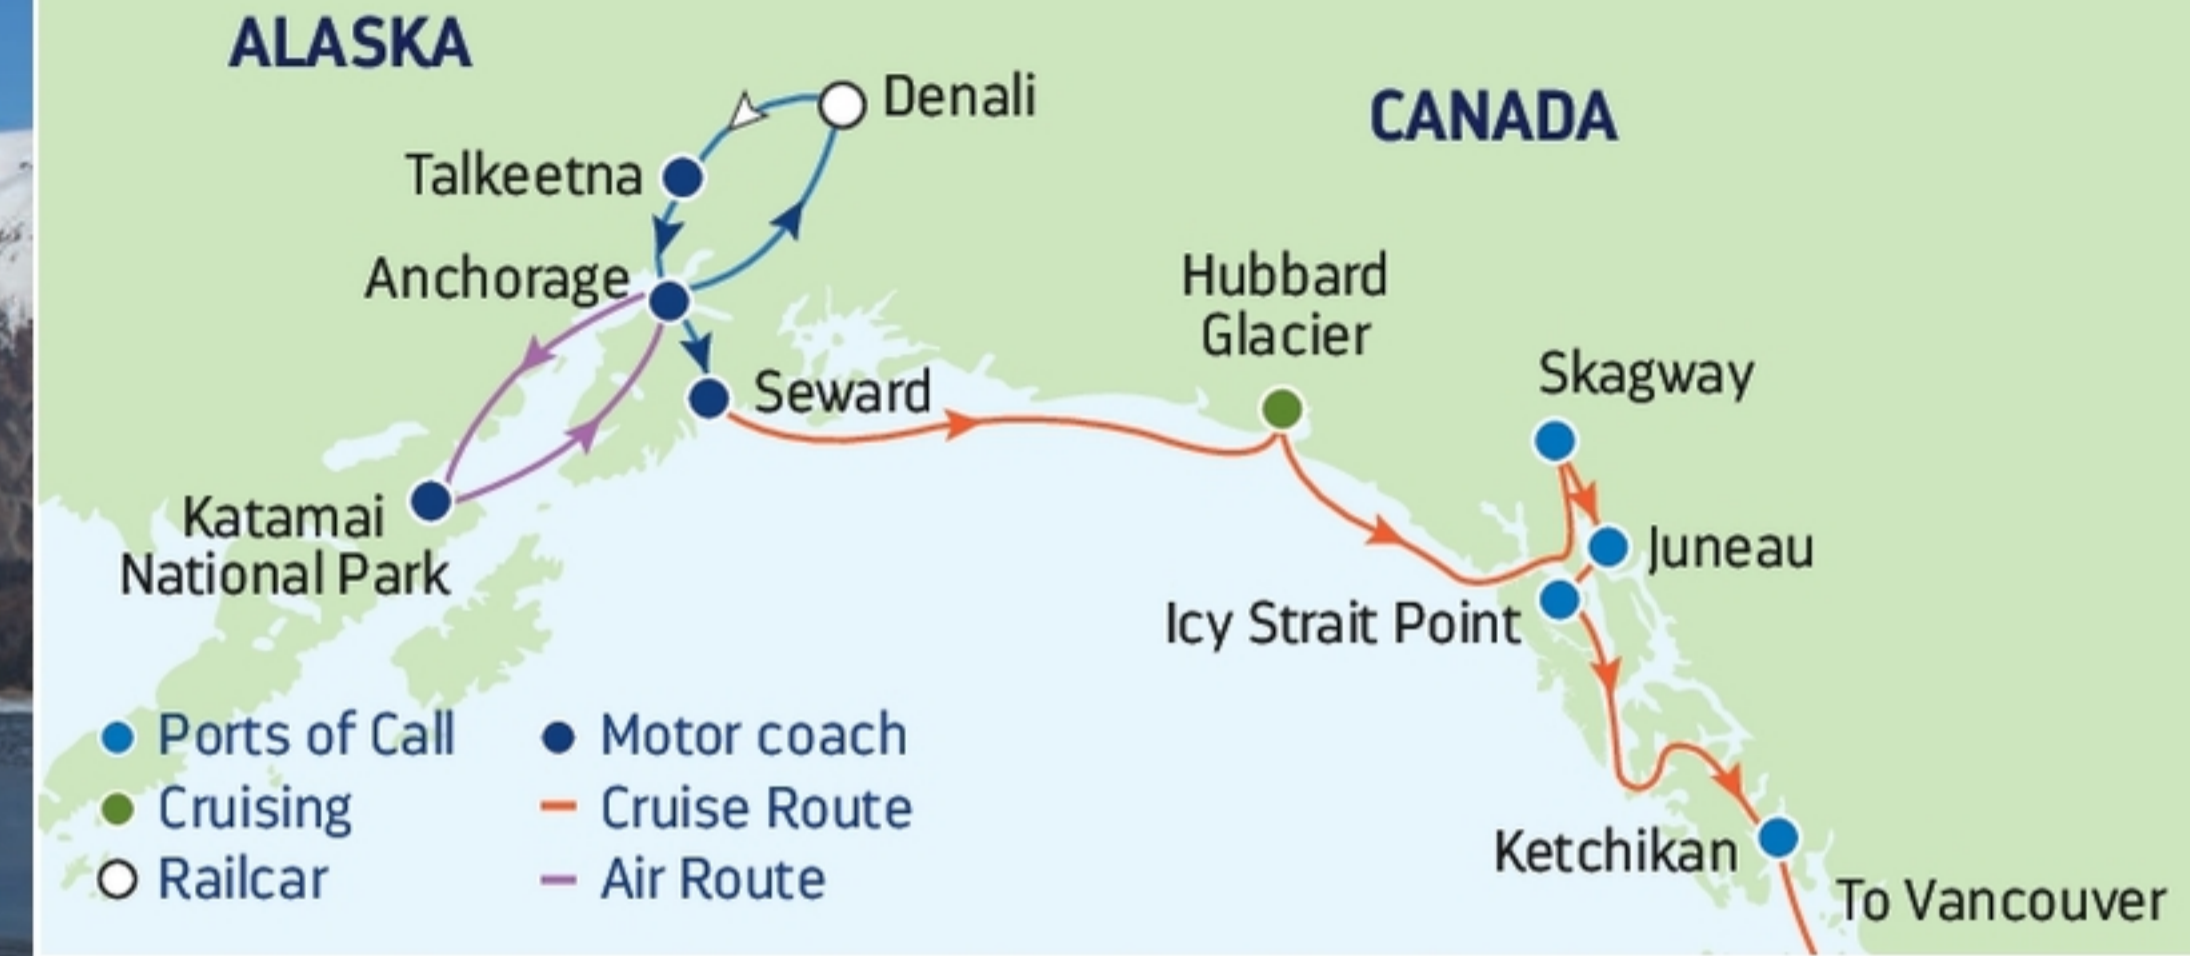 ALASKA
Denali
CANADA
Talkeetna
Anchorage
Hubbard
Glacier
Skagway
Seward
Katamai
National Park
Juneau
Icy Strait Point
Ports of Call
Motor coach
Cruising
Cruise Route
Railcar
Air Route
Ketchikan
To Vancouver